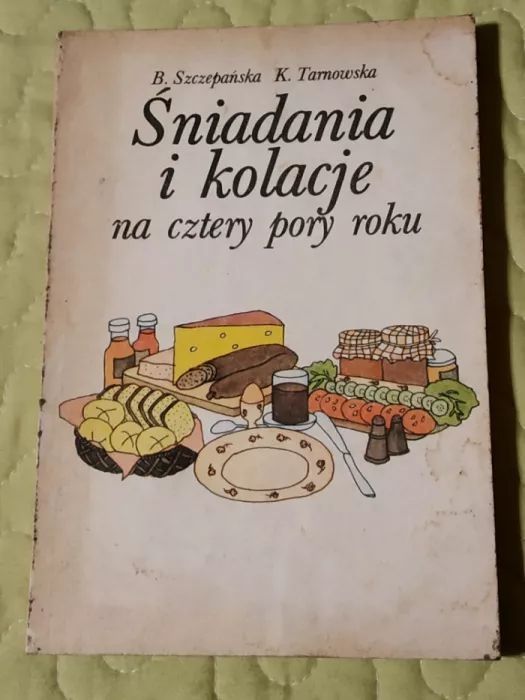 B. Szczepańska K. Tarnowska
Śniadania
i kolacje
na cztery pory roku